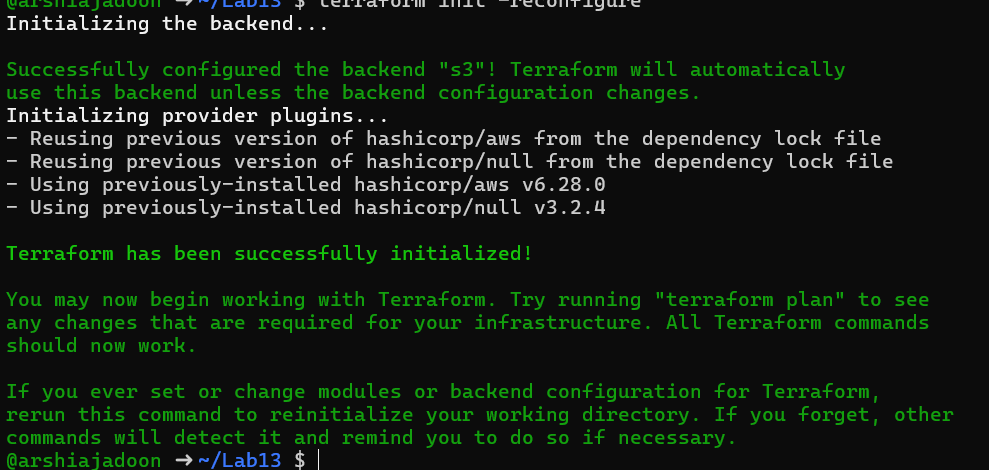 @arshiajadoon ➜ ~/Lab13 $ terraform init -reconfigure
Initializing the backend...
Successfully configured the backend "s3"! Terraform will automatically
use this backend unless the backend configuration changes.
Initializing provider plugins...
- Reusing previous version of hashicorp/aws from the dependency lock file
- Reusing previous version of hashicorp/null from the dependency lock file
- Using previously-installed hashicorp/aws v6.28.0
- Using previously-installed hashicorp/null v3.2.4
Terraform has been successfully initialized!
You may now begin working with Terraform. Try running "terraform plan" to see
any changes that are required for your infrastructure. All Terraform commands
should now work.
If you ever set or change modules or backend configuration for Terraform,
rerun this command to reinitialize your working directory. If you forget, other
commands will detect it and remind you to do so if necessary.
@arshiajadoon ➜ ~/Lab13 $